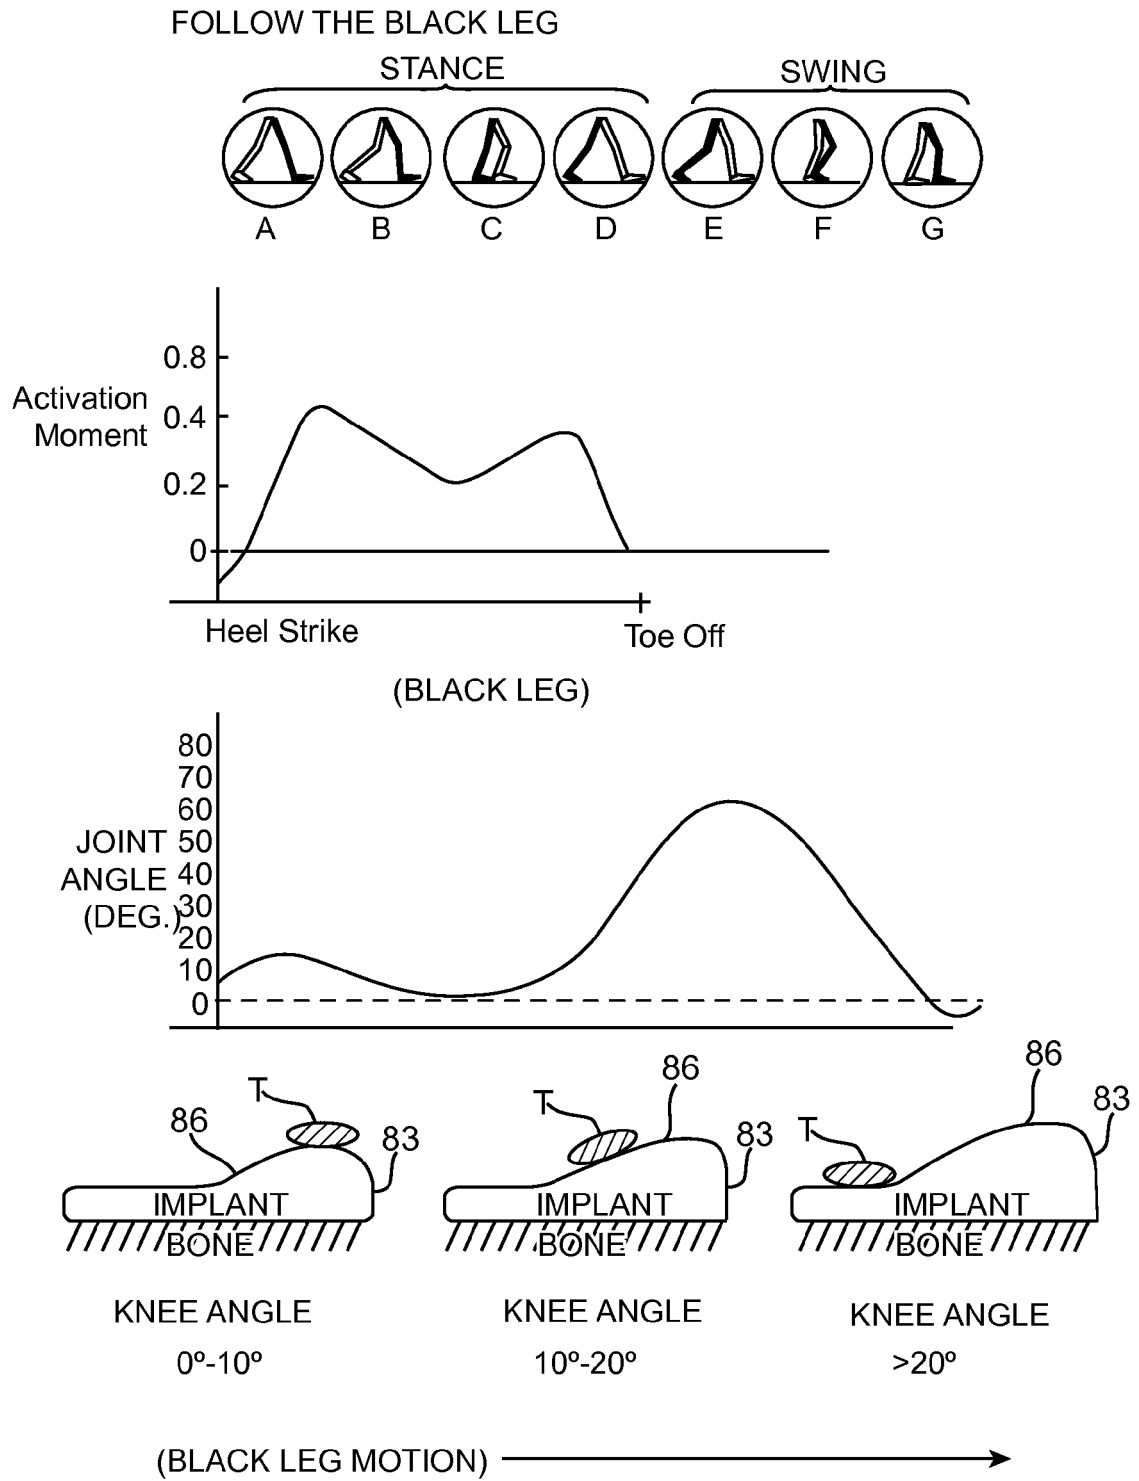 FOLLOW THE BLACK LEG
STANCE
SWING
A B C D E F G
0.8
Activation
Moment
0.4
0.2
0
Heel Strike
Toe Off
(BLACK LEG)
80
70
60
50
40
30
20
10
0
JOINT
ANGLE
(DEG.)
T
86
83
IMPLANT
BONE
KNEE ANGLE
0º-10º
T
86
83
IMPLANT
BONE
KNEE ANGLE
10º-20º
T
86
83
IMPLANT
BONE
KNEE ANGLE
>20º
(BLACK LEG MOTION)